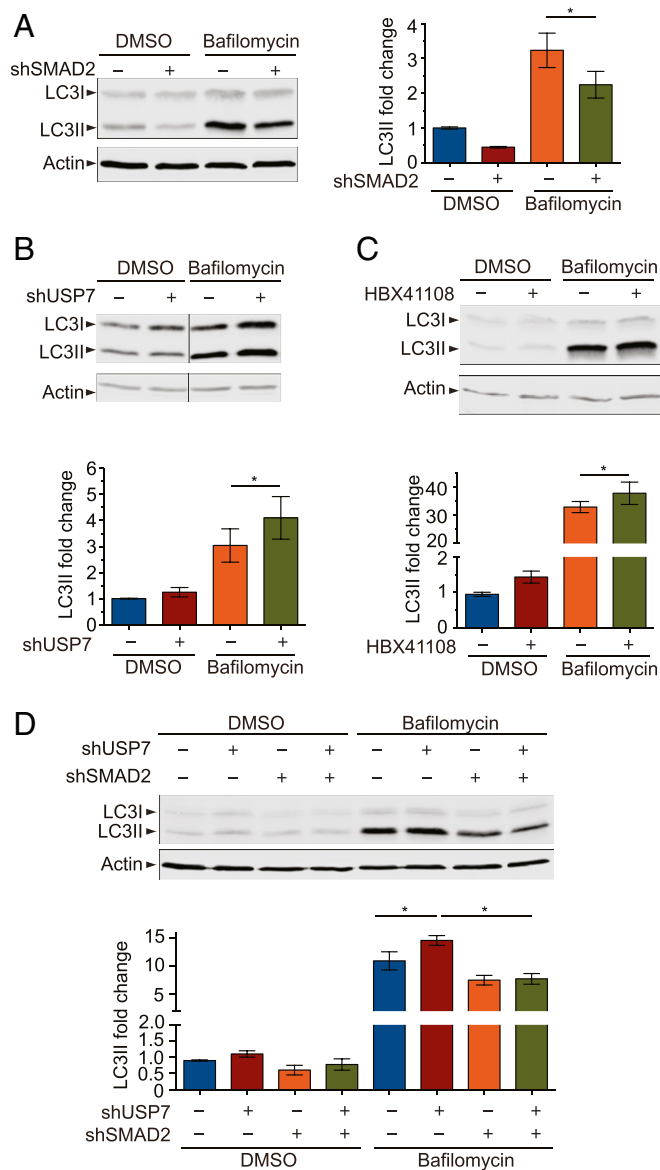 A
DMSO Bafilomycin
shSMAD2 – + – +
LC3I
LC3II
Actin
LC3II fold change
4
3
2
1
0
*
shSMAD2 – + – +
DMSO Bafilomycin
B
DMSO Bafilomycin
shUSP7 – + – +
LC3I
LC3II
Actin
LC3II fold change
6
5
4
3
2
1
0
*
shUSP7 – + – +
DMSO Bafilomycin
C
DMSO Bafilomycin
HBX41108 – + – +
LC3I
LC3II
Actin
LC3II fold change
40
30
20
2
1
0
*
HBX41108 – + – +
DMSO Bafilomycin
D
DMSO Bafilomycin
shUSP7 – + – + – + – +
shSMAD2 – – + + – – + +
LC3I
LC3II
Actin
LC3II fold change
15
10
5
2.0
1.5
1.0
0.5
0
* *
shUSP7 – + – + – + – +
shSMAD2 – – + + – – + +
DMSO Bafilomycin